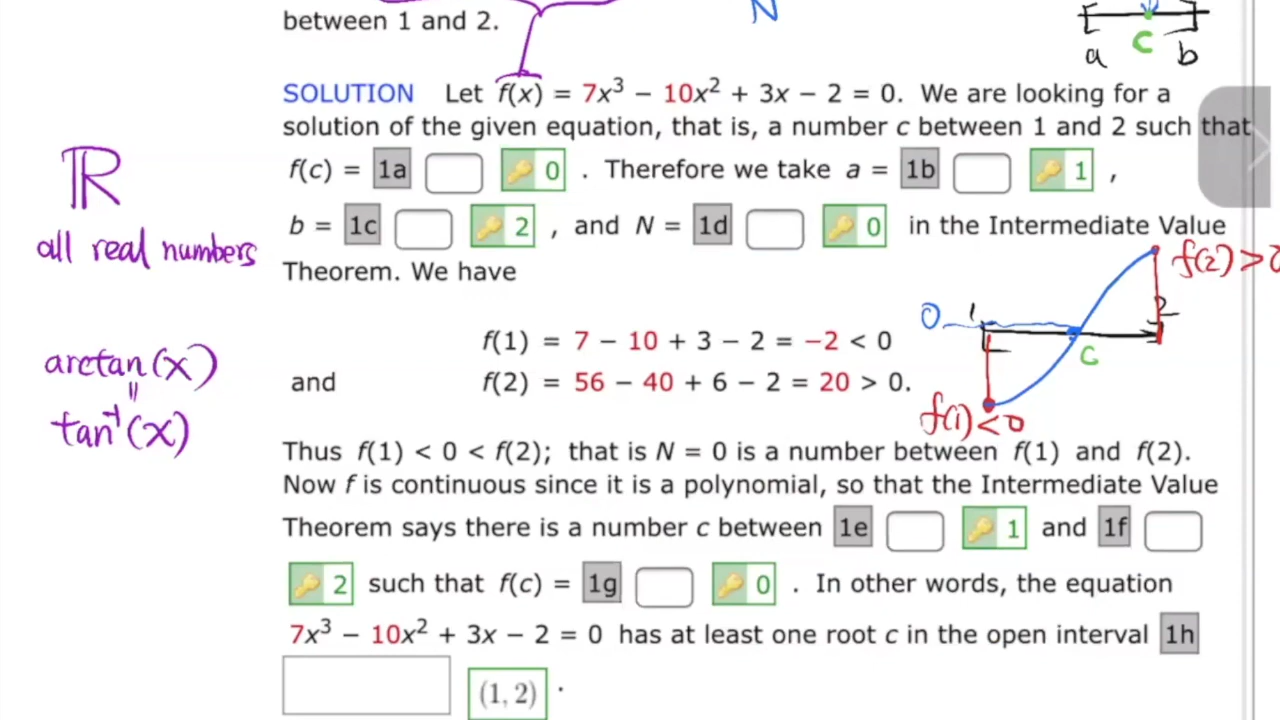 between 1 and 2.
N
a c b
SOLUTION Let f(x) = 7x³ − 10x² + 3x − 2 = 0. We are looking for a
solution of the given equation, that is, a number c between 1 and 2 such that
f(c) = 1a 0 . Therefore we take a = 1b 1 ,
b = 1c 2 , and N = 1d 0 in the Intermediate Value
Theorem. We have
f(1) = 7 − 10 + 3 − 2 = −2 < 0
and f(2) = 56 − 40 + 6 − 2 = 20 > 0.
ℝ
all real numbers
arctan(x)
=
tan⁻¹(x)
f(2) > 0
0 1 2
c
f(1) < 0
Thus f(1) < 0 < f(2); that is N = 0 is a number between f(1) and f(2).
Now f is continuous since it is a polynomial, so that the Intermediate Value
Theorem says there is a number c between 1e 1 and 1f
2 such that f(c) = 1g 0 . In other words, the equation
7x³ − 10x² + 3x − 2 = 0 has at least one root c in the open interval 1h
(1, 2) .